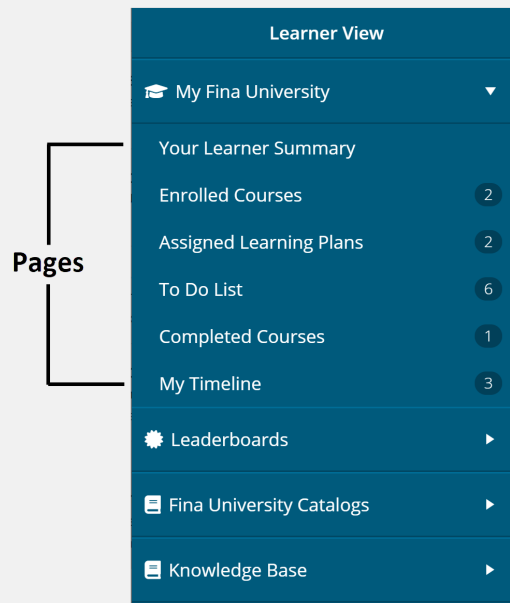 Learner View
My Fina University
Your Learner Summary
Enrolled Courses 2
Assigned Learning Plans 2
Pages
To Do List 6
Completed Courses 1
My Timeline 3
Leaderboards
Fina University Catalogs
Knowledge Base